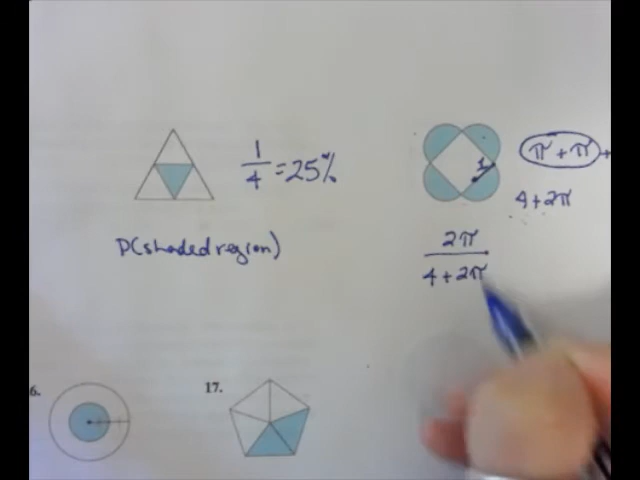 1/4 = 25%
P(shaded region)
1
π + π +
4 + 2π
2π
4 + 2π
6.
17.